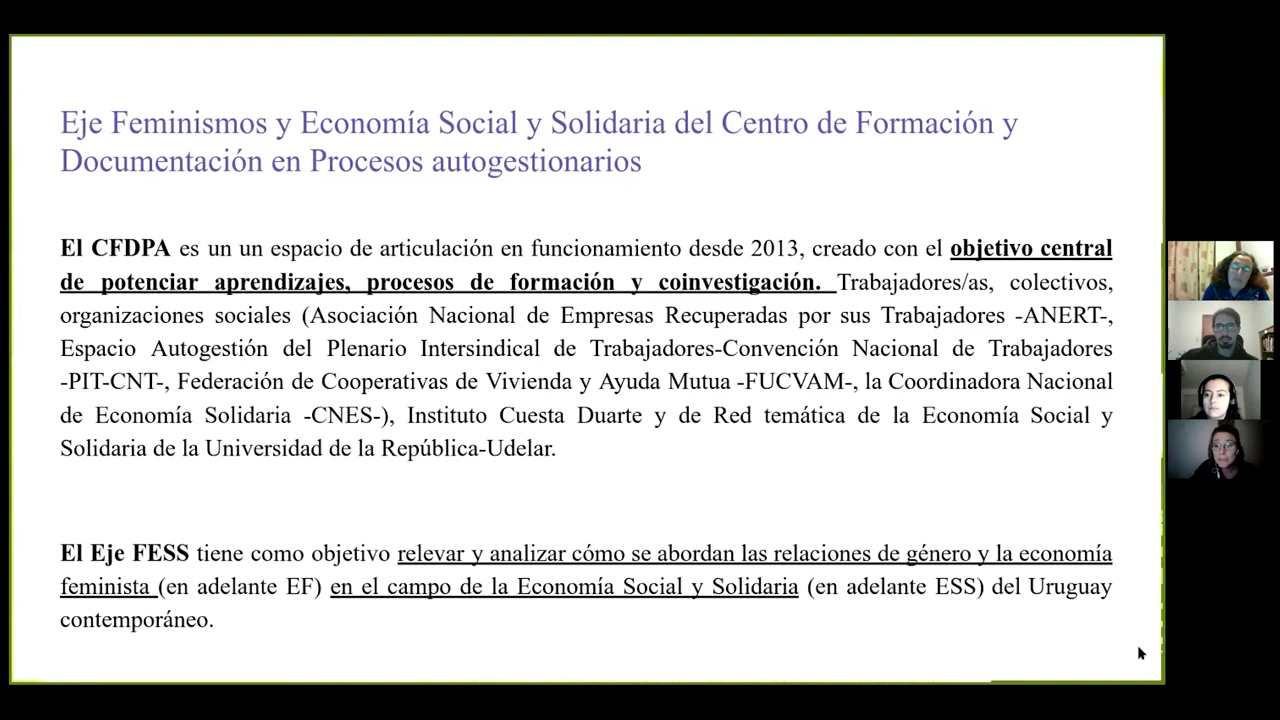 Eje Feminismos y Economía Social y Solidaria del Centro de Formación y
Documentación en Procesos autogestionarios
El CFDPA es un un espacio de articulación en funcionamiento desde 2013, creado con el objetivo central
de potenciar aprendizajes, procesos de formación y coinvestigación. Trabajadores/as, colectivos,
organizaciones sociales (Asociación Nacional de Empresas Recuperadas por sus Trabajadores -ANERT-,
Espacio Autogestión del Plenario Intersindical de Trabajadores-Convención Nacional de Trabajadores
-PIT-CNT-, Federación de Cooperativas de Vivienda y Ayuda Mutua -FUCVAM-, la Coordinadora Nacional
de Economía Solidaria -CNES-), Instituto Cuesta Duarte y de Red temática de la Economía Social y
Solidaria de la Universidad de la República-Udelar.
El Eje FESS tiene como objetivo relevar y analizar cómo se abordan las relaciones de género y la economía
feminista (en adelante EF) en el campo de la Economía Social y Solidaria (en adelante ESS) del Uruguay
contemporáneo.